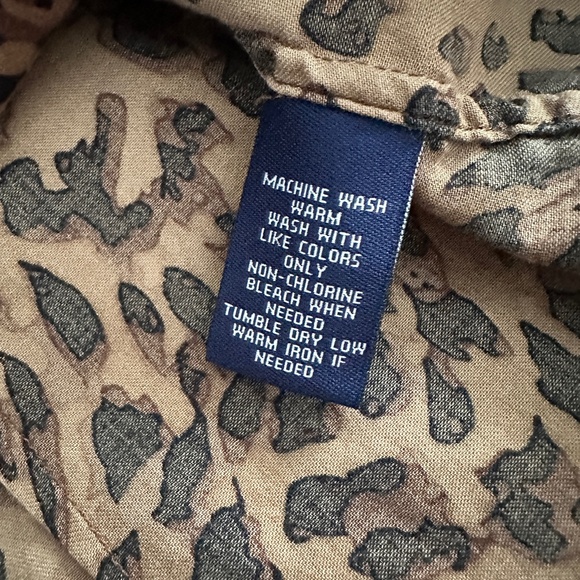 MACHINE WASH
WARM
WASH WITH
LIKE COLORS
ONLY
NON-CHLORINE
BLEACH WHEN
NEEDED
TUMBLE DRY LOW
WARM IRON IF
NEEDED